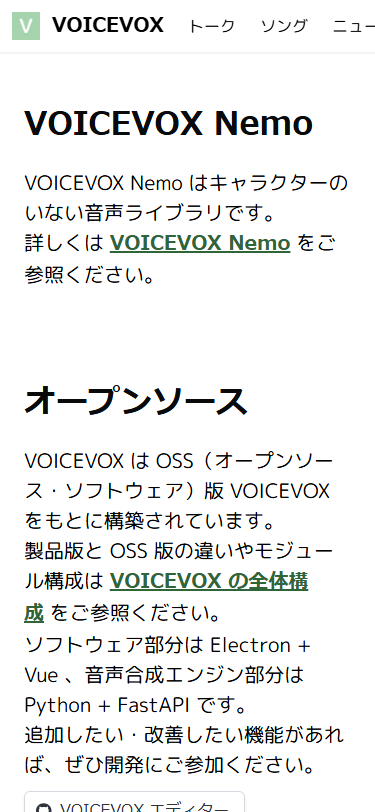 V VOICEVOX トーク ソング ニュー
VOICEVOX Nemo
VOICEVOX Nemo はキャラクターの
いない音声ライブラリです。
詳しくは VOICEVOX Nemo をご
参照ください。
オープンソース
VOICEVOX は OSS（オープンソー
ス・ソフトウェア）版 VOICEVOX
をもとに構築されています。
製品版と OSS 版の違いやモジュー
ル構成は VOICEVOX の全体構
成 をご参照ください。
ソフトウェア部分は Electron +
Vue 、音声合成エンジン部分は
Python + FastAPI です。
追加したい・改善したい機能があれ
ば、ぜひ開発にご参加ください。
VOICEVOX エディター